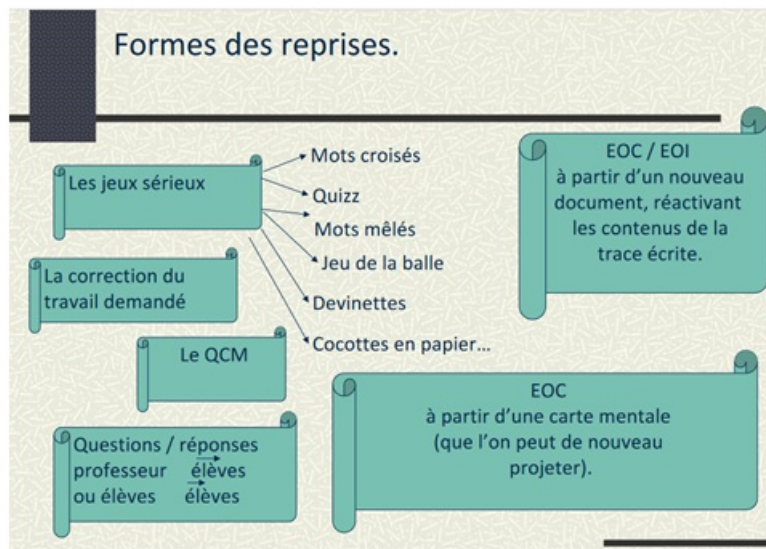 Formes des reprises.
Les jeux sérieux
Mots croisés
Quizz
Mots mêlés
Jeu de la balle
Devinettes
Cocottes en papier…
EOC / EOI
à partir d'un nouveau
document, réactivant
les contenus de la
trace écrite.
La correction du
travail demandé
Le QCM
EOC
à partir d'une carte mentale
(que l'on peut de nouveau
projeter).
Questions / réponses
professeur élèves
ou élèves élèves